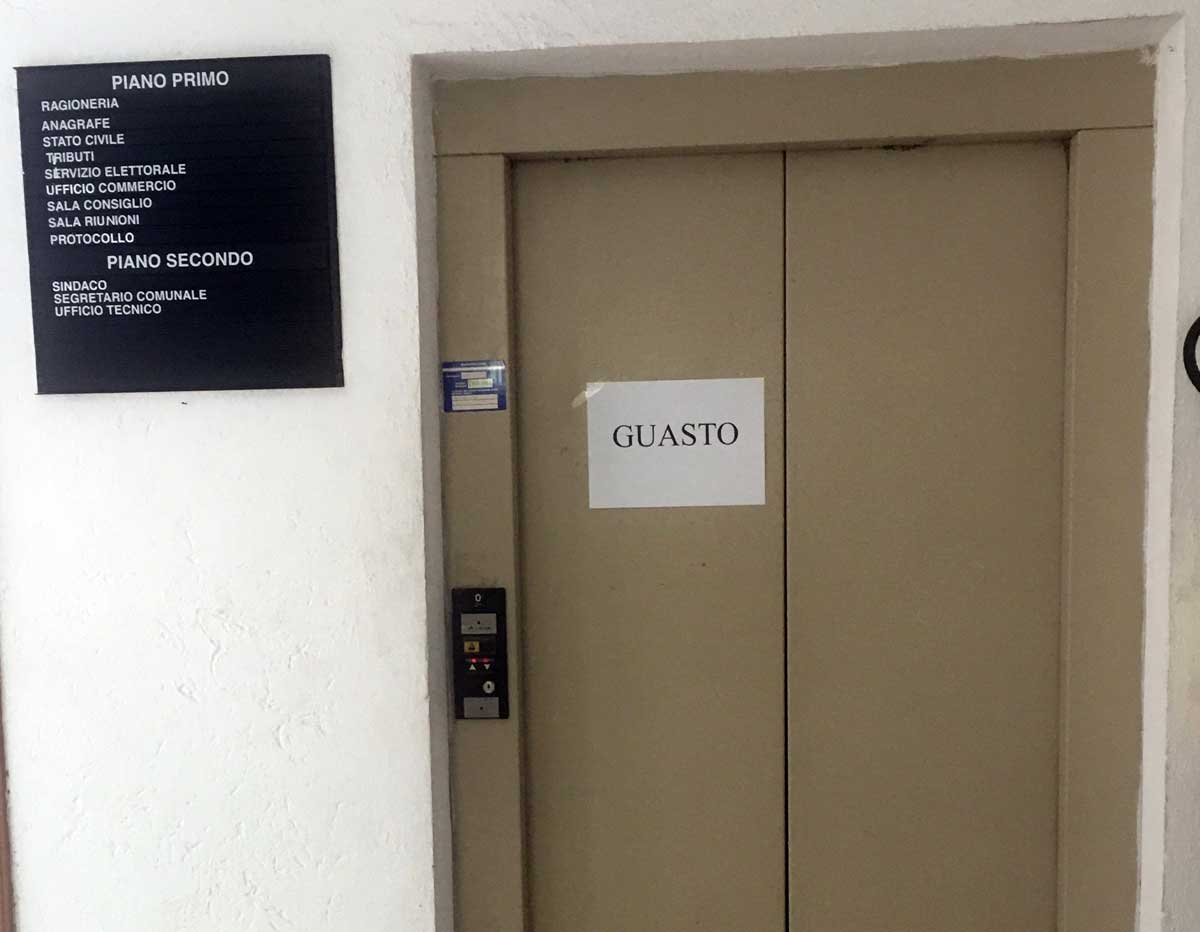 PIANO PRIMO
RAGIONERIA
ANAGRAFE
STATO CIVILE
TRIBUTI
SERVIZIO ELETTORALE
UFFICIO COMMERCIO
SALA CONSIGLIO
SALA RIUNIONI
PROTOCOLLO
PIANO SECONDO
SINDACO
SEGRETARIO COMUNALE
UFFICIO TECNICO
GUASTO
0